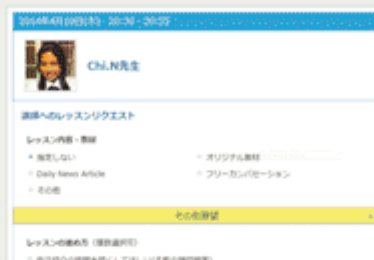 2014年4月10日(木) 20:30 - 20:55
Chi.N先生
講師へのレッスンリクエスト
レッスン内容・教材
指定しない
オリジナル教材
Daily News Article
フリーカンバセーション
その他
その他要望
レッスンの進め方（複数選択可）